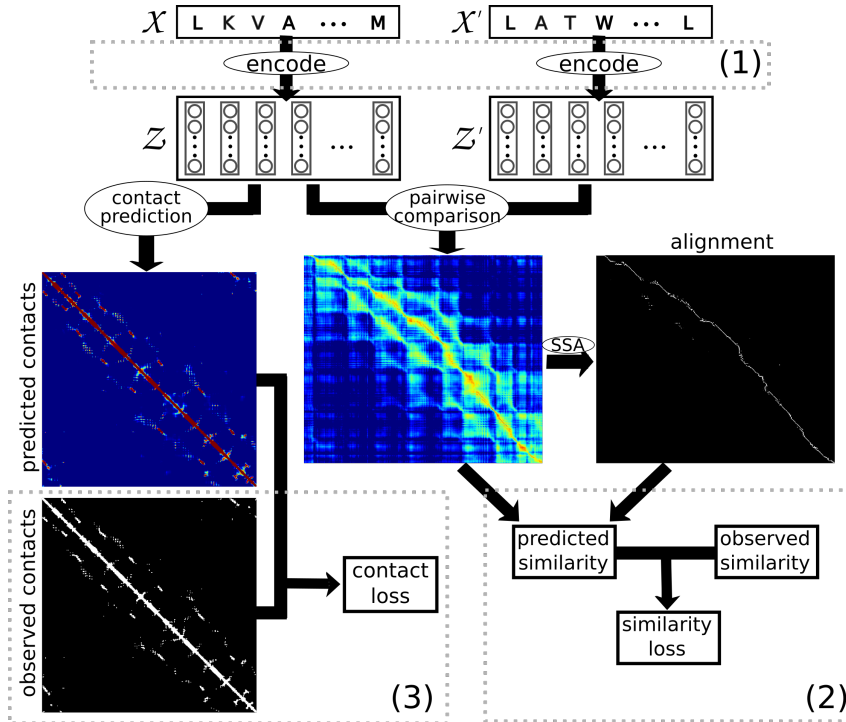 X L K V A ... M
X' L A T W ... L
encode encode (1)
Z ...
Z' ...
contact
prediction
pairwise
comparison
alignment
predicted contacts
SSA
observed contacts
predicted
similarity
observed
similarity
contact
loss
similarity
loss
(3)
(2)